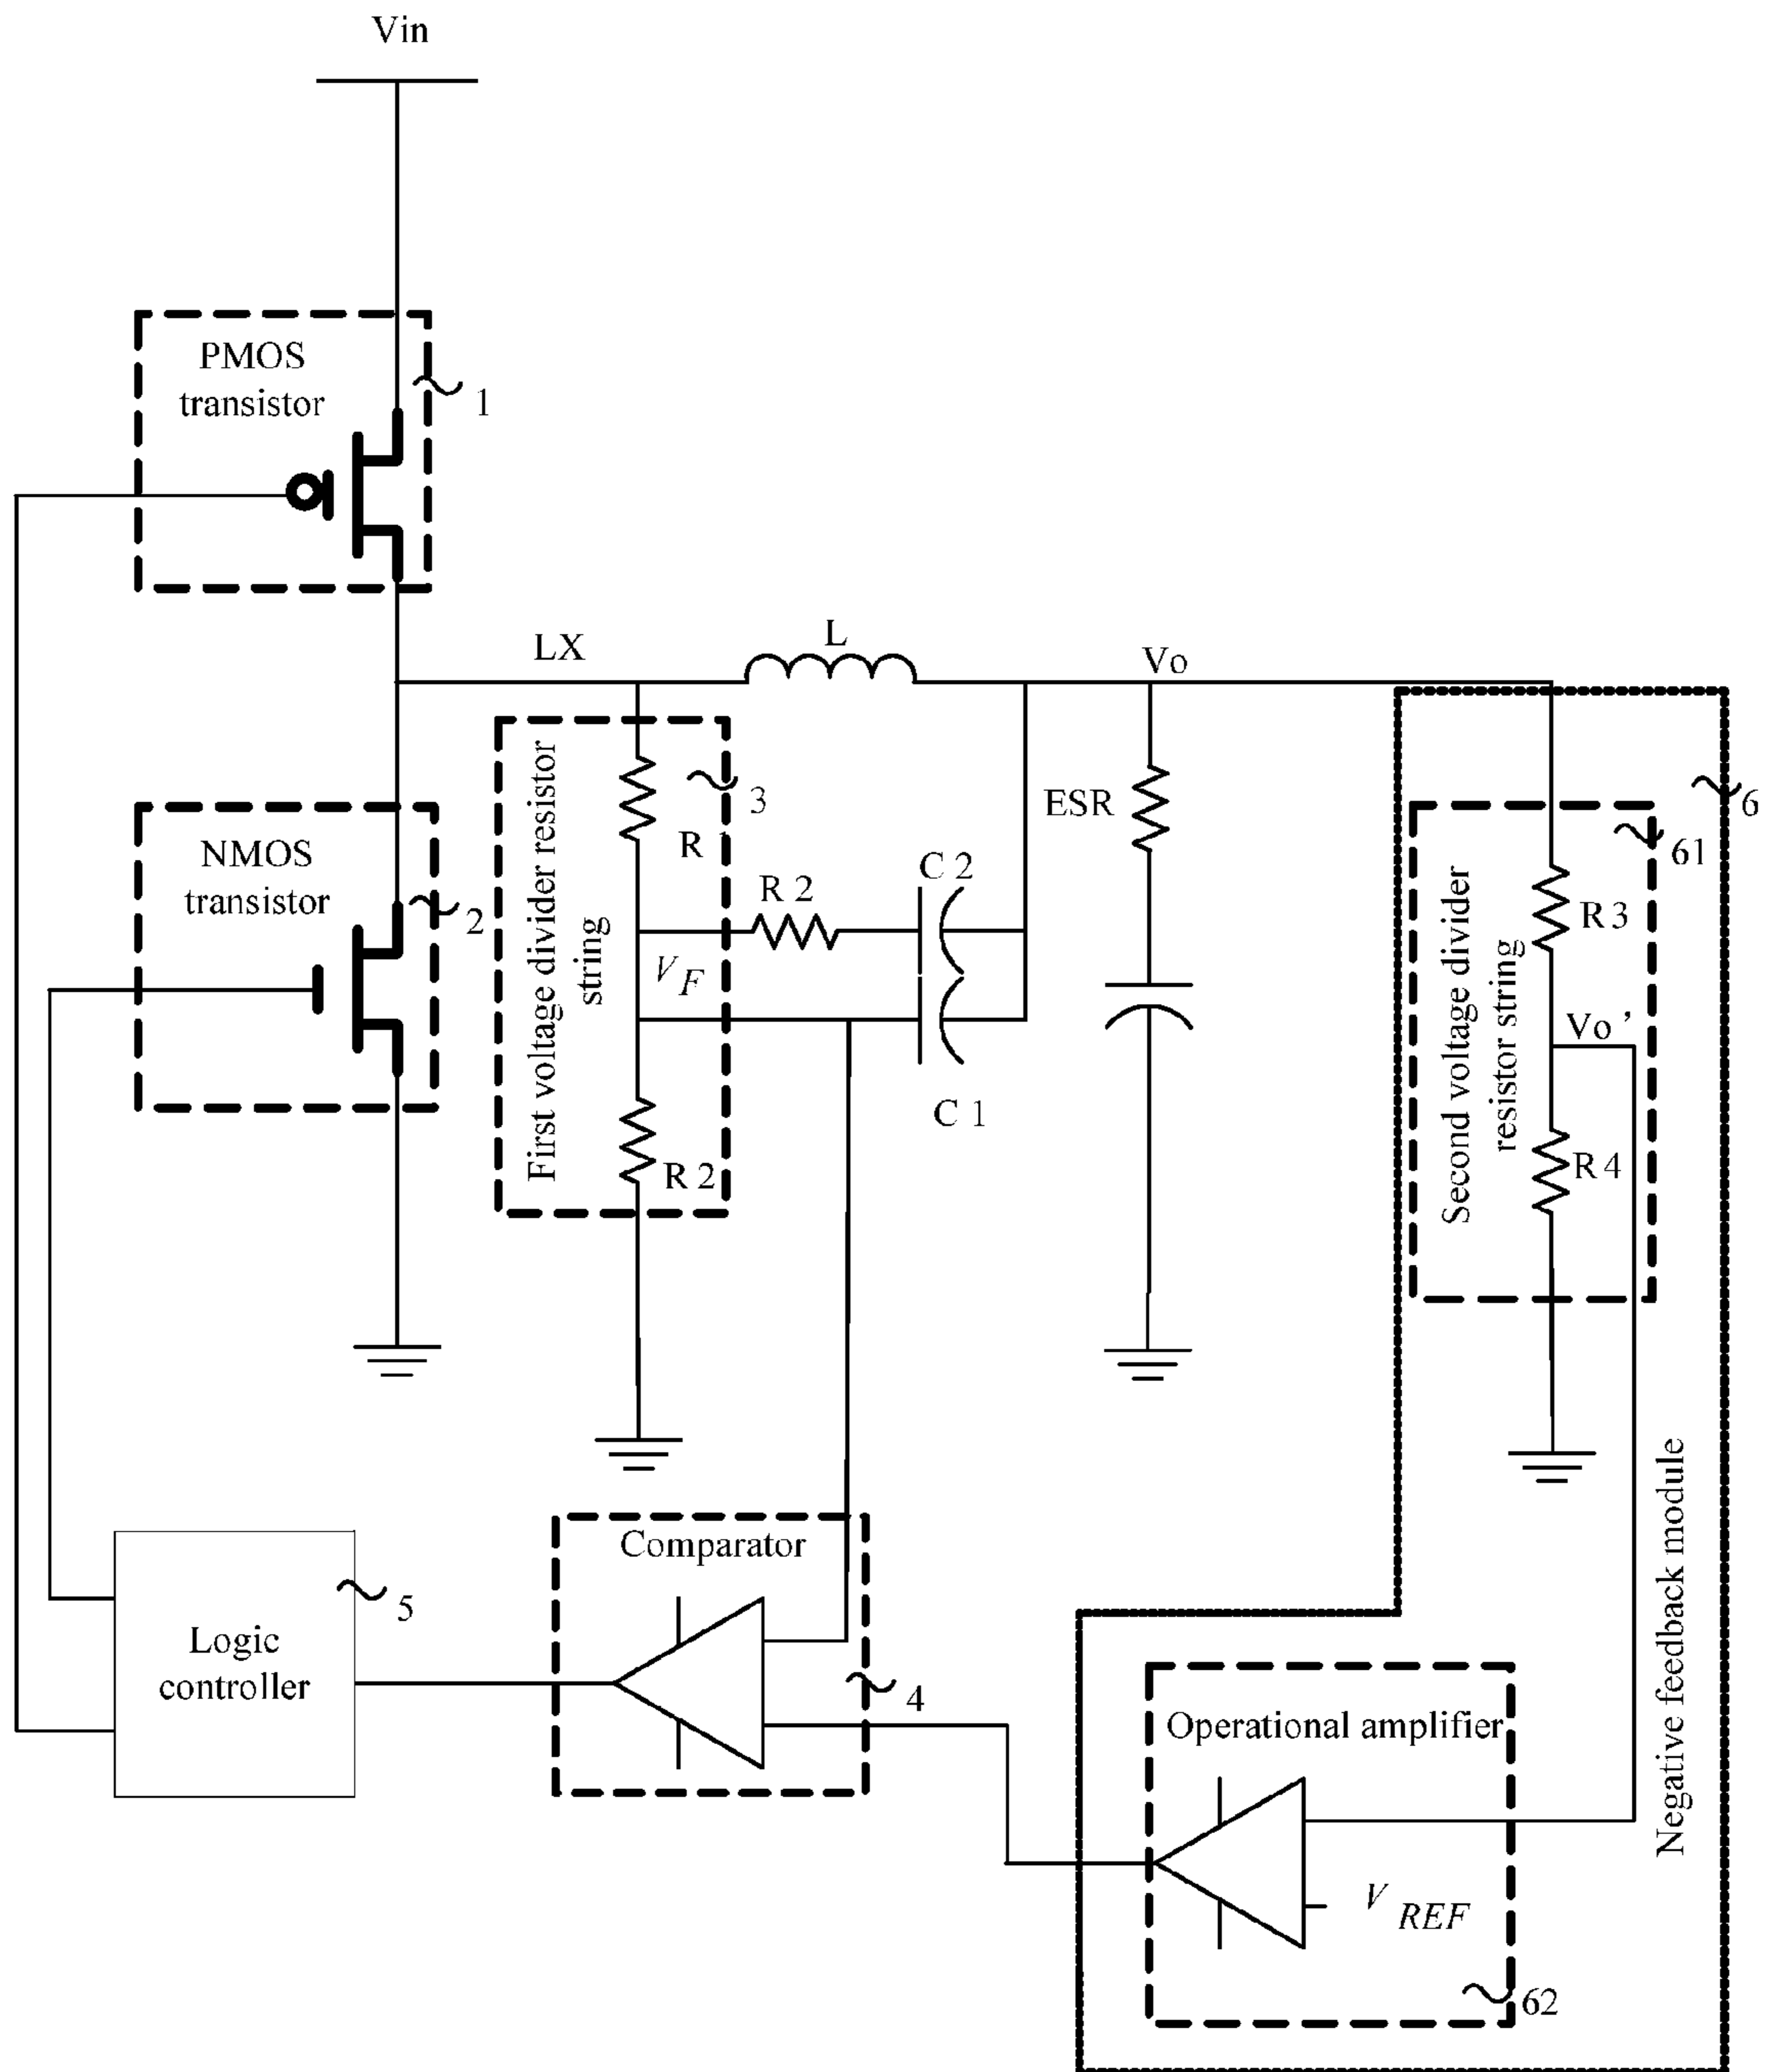 Vin
PMOS
transistor
1
LX
L
Vo
NMOS
transistor
2
First voltage divider resistor
string
3
R 1
R 2
C 2
V F
C 1
R 2
ESR
6
61
Second voltage divider
resistor string
R 3
Vo ’
R 4
Negative feedback module
Comparator
4
Logic
controller
5
Operational amplifier
V REF
62